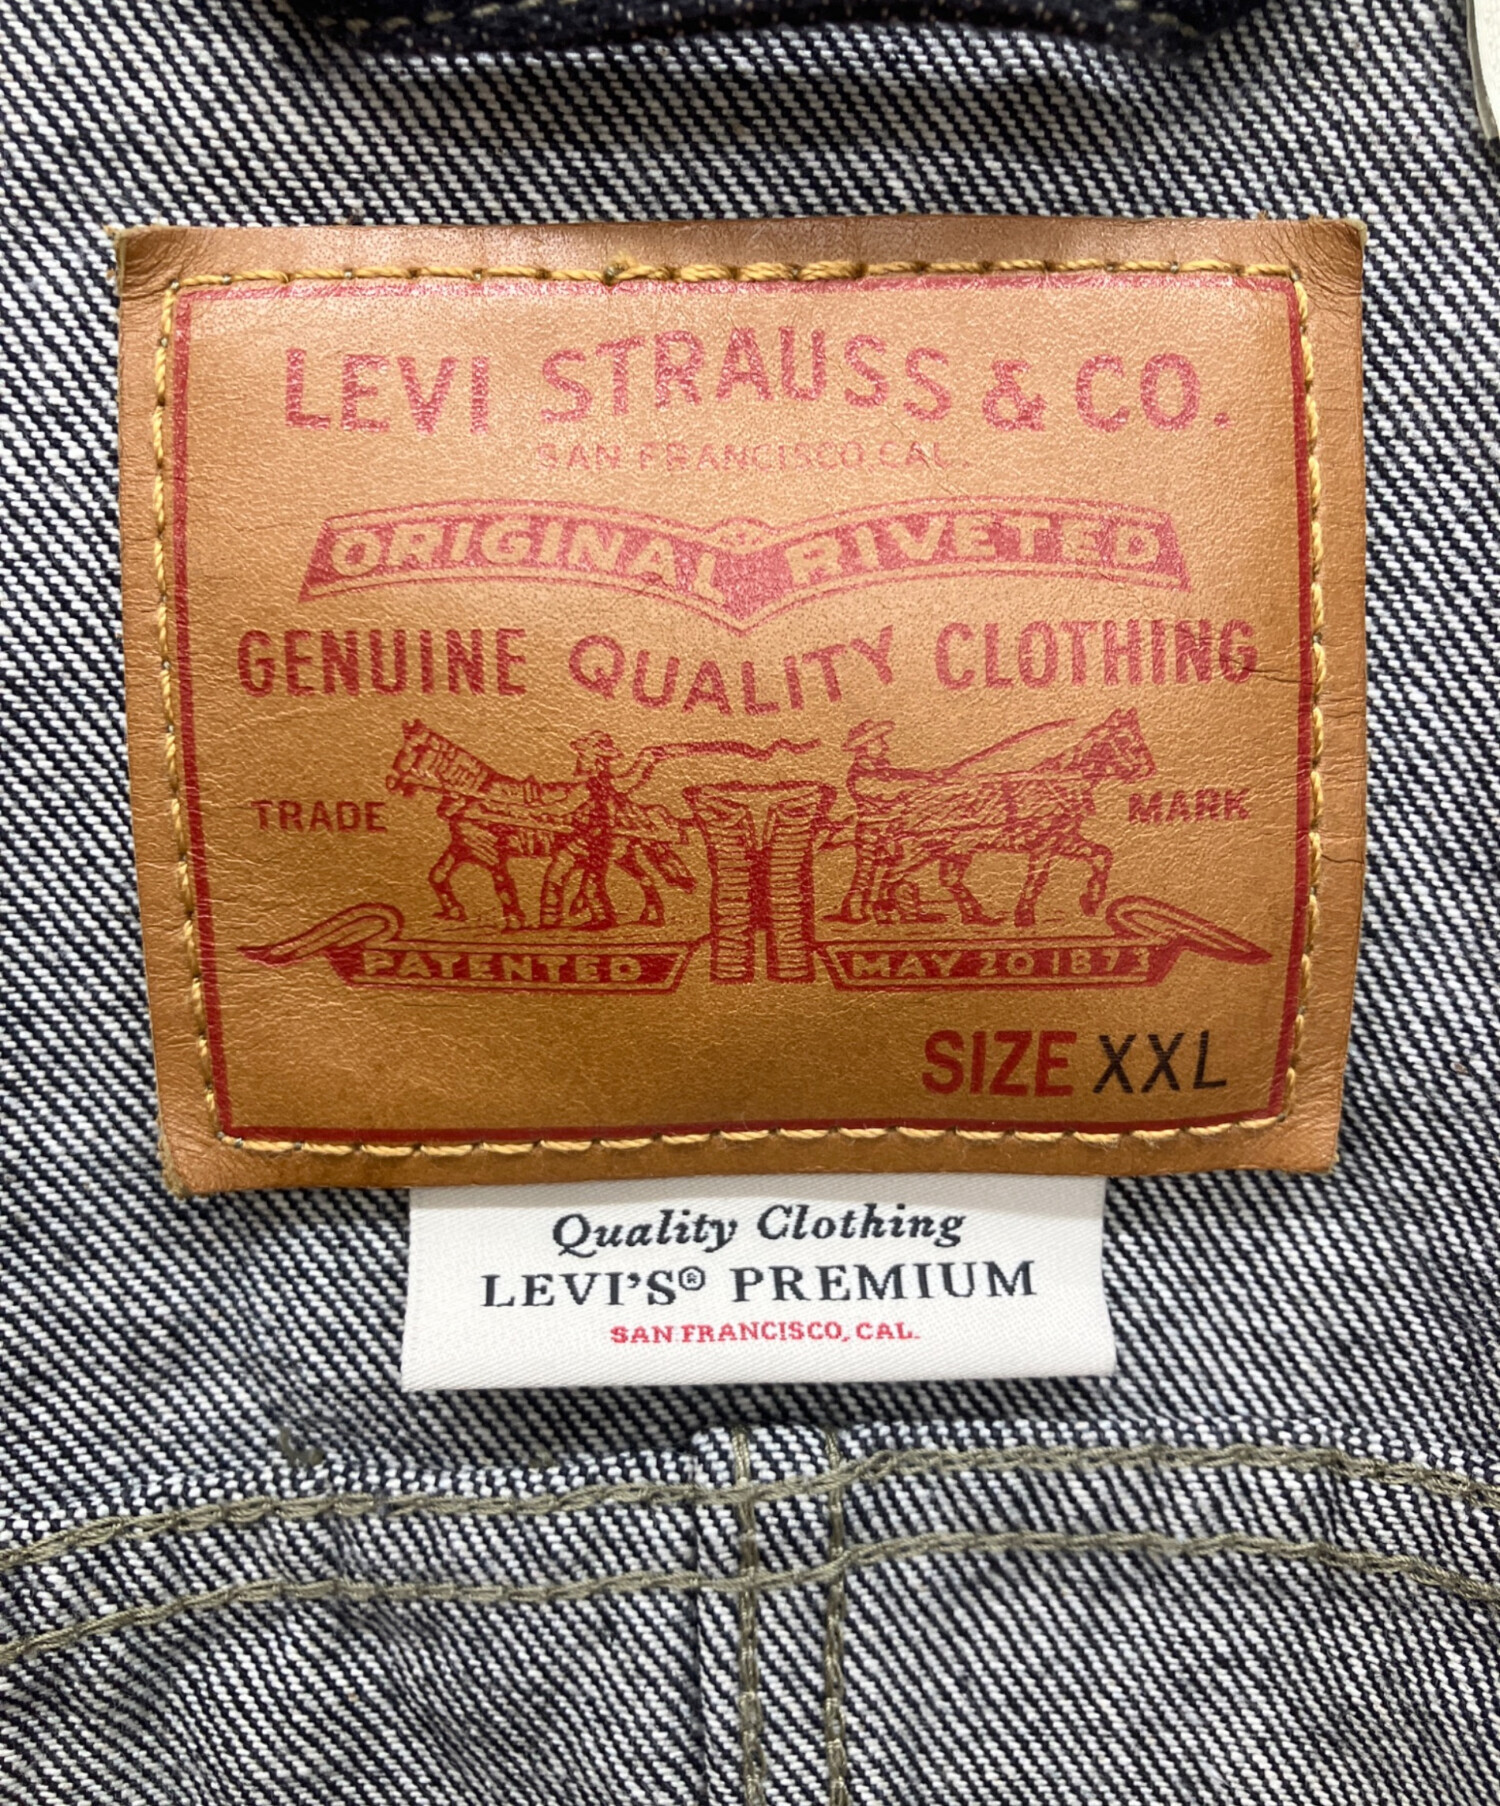 LEVI STRAUSS & CO.
SAN FRANCISCO, CAL.
ORIGINAL RIVETED
GENUINE QUALITY CLOTHING
TRADE MARK
PATENTED MAY 20 1873
SIZE XXL
Quality Clothing
LEVI'S® PREMIUM
SAN FRANCISCO, CAL.